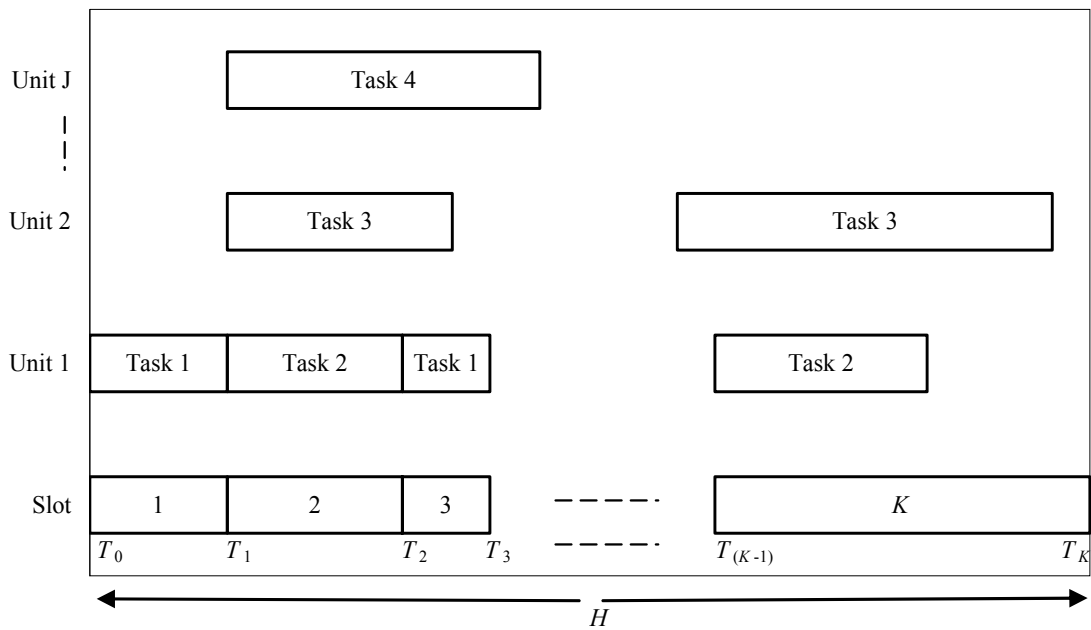 Unit J Task 4
Unit 2 Task 3 Task 3
Unit 1 Task 1 Task 2 Task 1 Task 2
Slot 1 2 3 K
T0 T1 T2 T3 T(K-1) TK
H